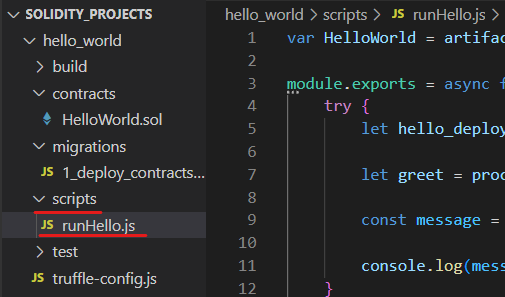 SOLIDITY_PROJECTS
hello_world
build
contracts
HelloWorld.sol
migrations
JS 1_deploy_contracts...
scripts
JS runHello.js
test
JS truffle-config.js
hello_world > scripts > JS runHello.js >
1 var HelloWorld = artifac
2
3 module.exports = async f
4 try {
5 let hello_deploy
6
7 let greet = proc
8
9 const message =
10
11 console.log(mess
12 }